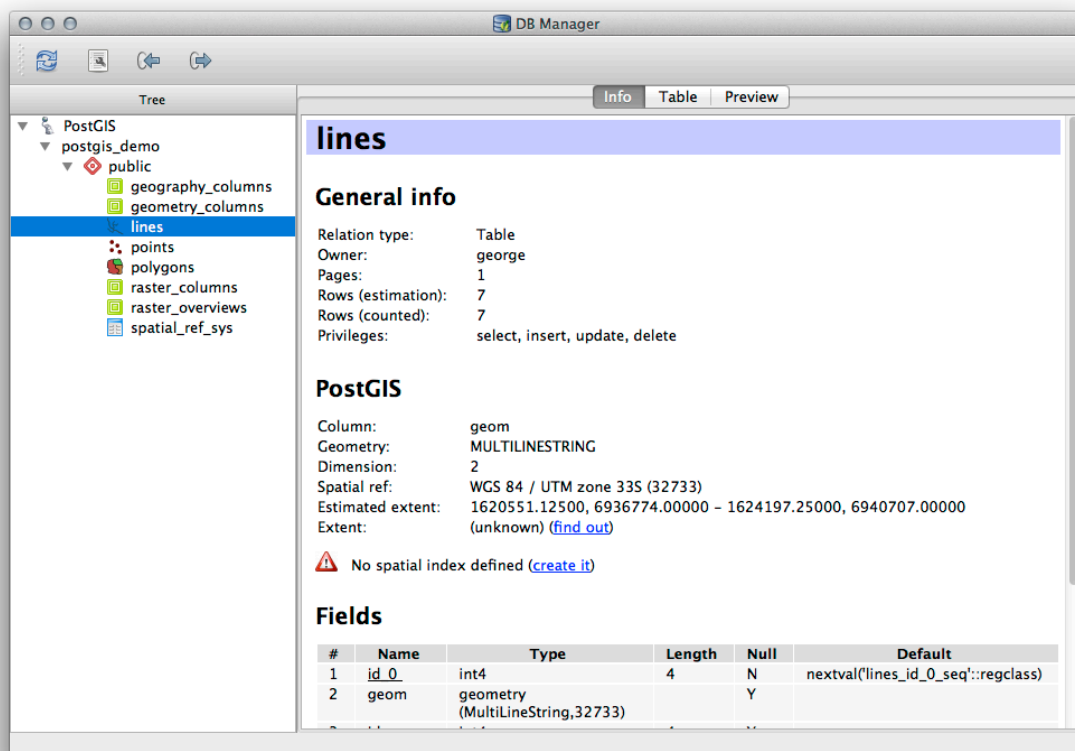 DB Manager
Tree
Info Table Preview
PostGIS
postgis_demo
public
geography_columns
geometry_columns
lines
points
polygons
raster_columns
raster_overviews
spatial_ref_sys
lines
General info
Relation type: Table
Owner: george
Pages: 1
Rows (estimation): 7
Rows (counted): 7
Privileges: select, insert, update, delete
PostGIS
Column: geom
Geometry: MULTILINESTRING
Dimension: 2
Spatial ref: WGS 84 / UTM zone 33S (32733)
Estimated extent: 1620551.12500, 6936774.00000 - 1624197.25000, 6940707.00000
Extent: (unknown) (find out)
No spatial index defined (create it)
Fields
# Name Type Length Null Default
1 id_0 int4 4 N nextval('lines_id_0_seq'::regclass)
2 geom geometry Y
(MultiLineString,32733)